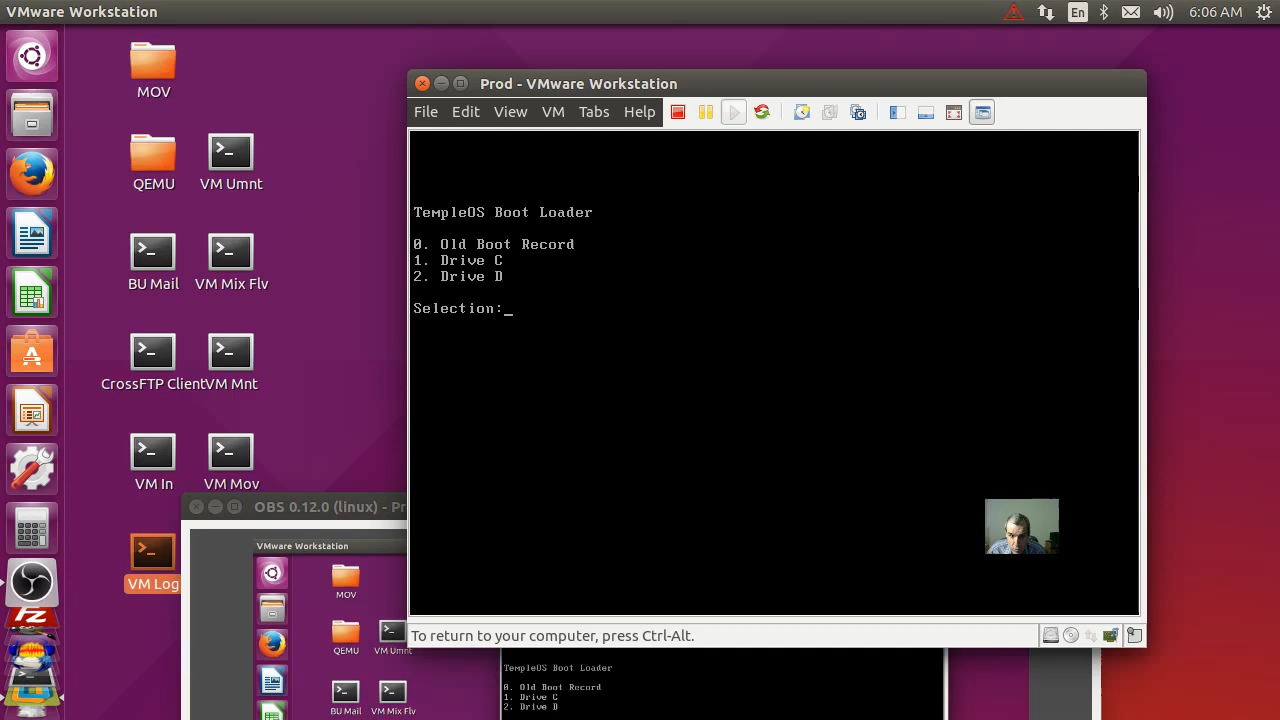 VMware Workstation
En
6:06 AM
MOV
QEMU
VM Umnt
BU Mail
VM Mix Flv
CrossFTP Client
VM Mnt
VM In
VM Mov
VM Log
Prod - VMware Workstation
File Edit View VM Tabs Help
TempleOS Boot Loader
0. Old Boot Record
1. Drive C
2. Drive D
Selection:_
To return to your computer, press Ctrl-Alt.
OBS 0.12.0 (linux) - Pr
VMware Workstation
MOV
QEMU
VM Umnt
BU Mail
VM Mix Flv
TempleOS Boot Loader
0. Old Boot Record
1. Drive C
2. Drive D
Fz